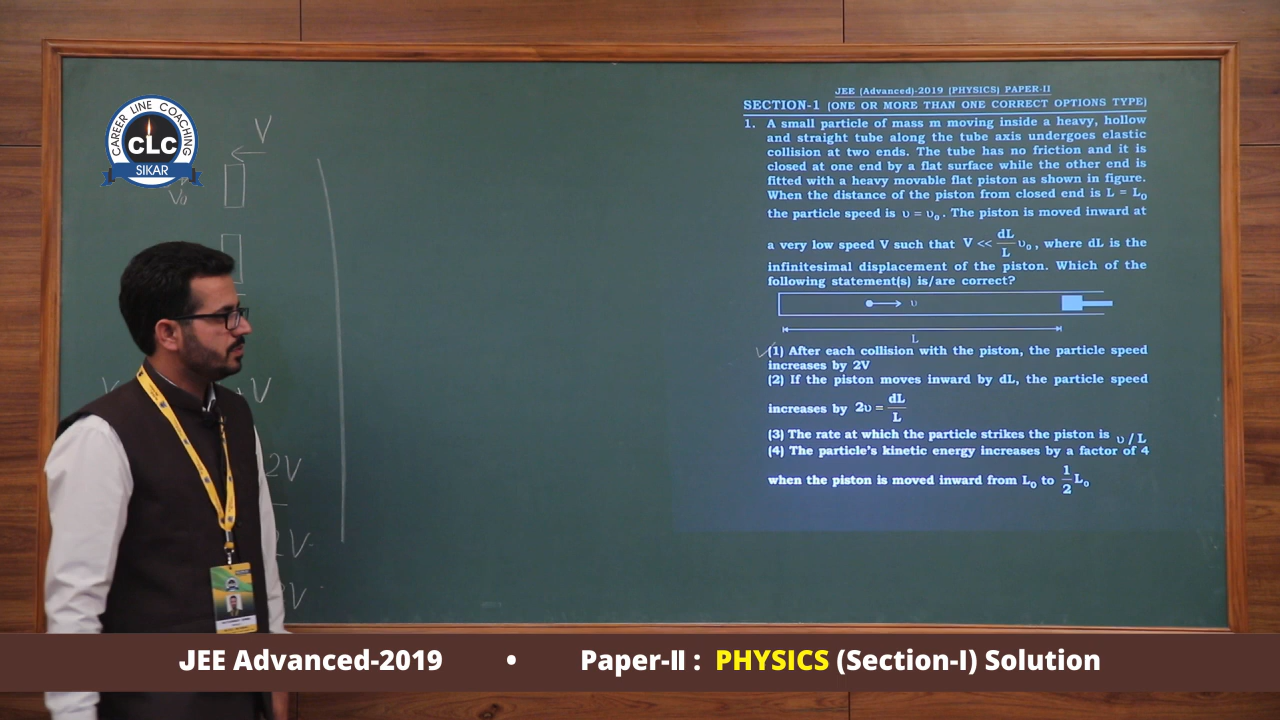 CAREER LINE COACHING
CLC
SIKAR
V
V₀
V
2V
2V
V
JEE (Advanced)-2019 (PHYSICS) PAPER-II
SECTION-1 (ONE OR MORE THAN ONE CORRECT OPTIONS TYPE)
1. A small particle of mass m moving inside a heavy, hollow
and straight tube along the tube axis undergoes elastic
collision at two ends. The tube has no friction and it is
closed at one end by a flat surface while the other end is
fitted with a heavy movable flat piston as shown in figure.
When the distance of the piston from closed end is L = L₀
the particle speed is υ = υ₀. The piston is moved inward at
a very low speed V such that V << dL/L υ₀, where dL is the
infinitesimal displacement of the piston. Which of the
following statement(s) is/are correct?
υ
L
(1) After each collision with the piston, the particle speed
increases by 2V
(2) If the piston moves inward by dL, the particle speed
increases by 2υ = dL/L
(3) The rate at which the particle strikes the piston is υ/L
(4) The particle's kinetic energy increases by a factor of 4
when the piston is moved inward from L₀ to 1/2 L₀
JEE Advanced-2019 • Paper-II : PHYSICS (Section-I) Solution